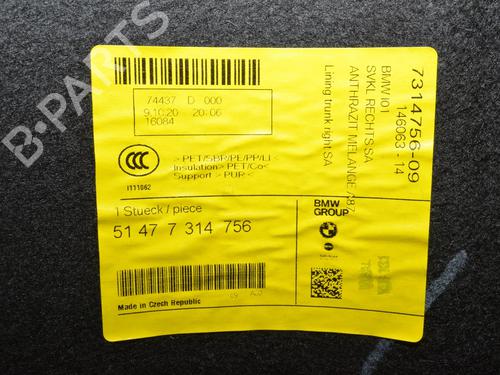 74437 D 000
9.10.20 20:06
16084
> PET/SBR/PE/PP/LI <
Insulation > PET/Co <
Support > PUR <
1111062
1 Stueck / piece
51 47 7 314 756
Made in Czech Republic
7314756-09
146063 - 14
BMW I01
SVKL RECHTS SA
ANTHRAZIT MELANGE /387
Lining trunk right, SA
BMW
GROUP
B-PARTS